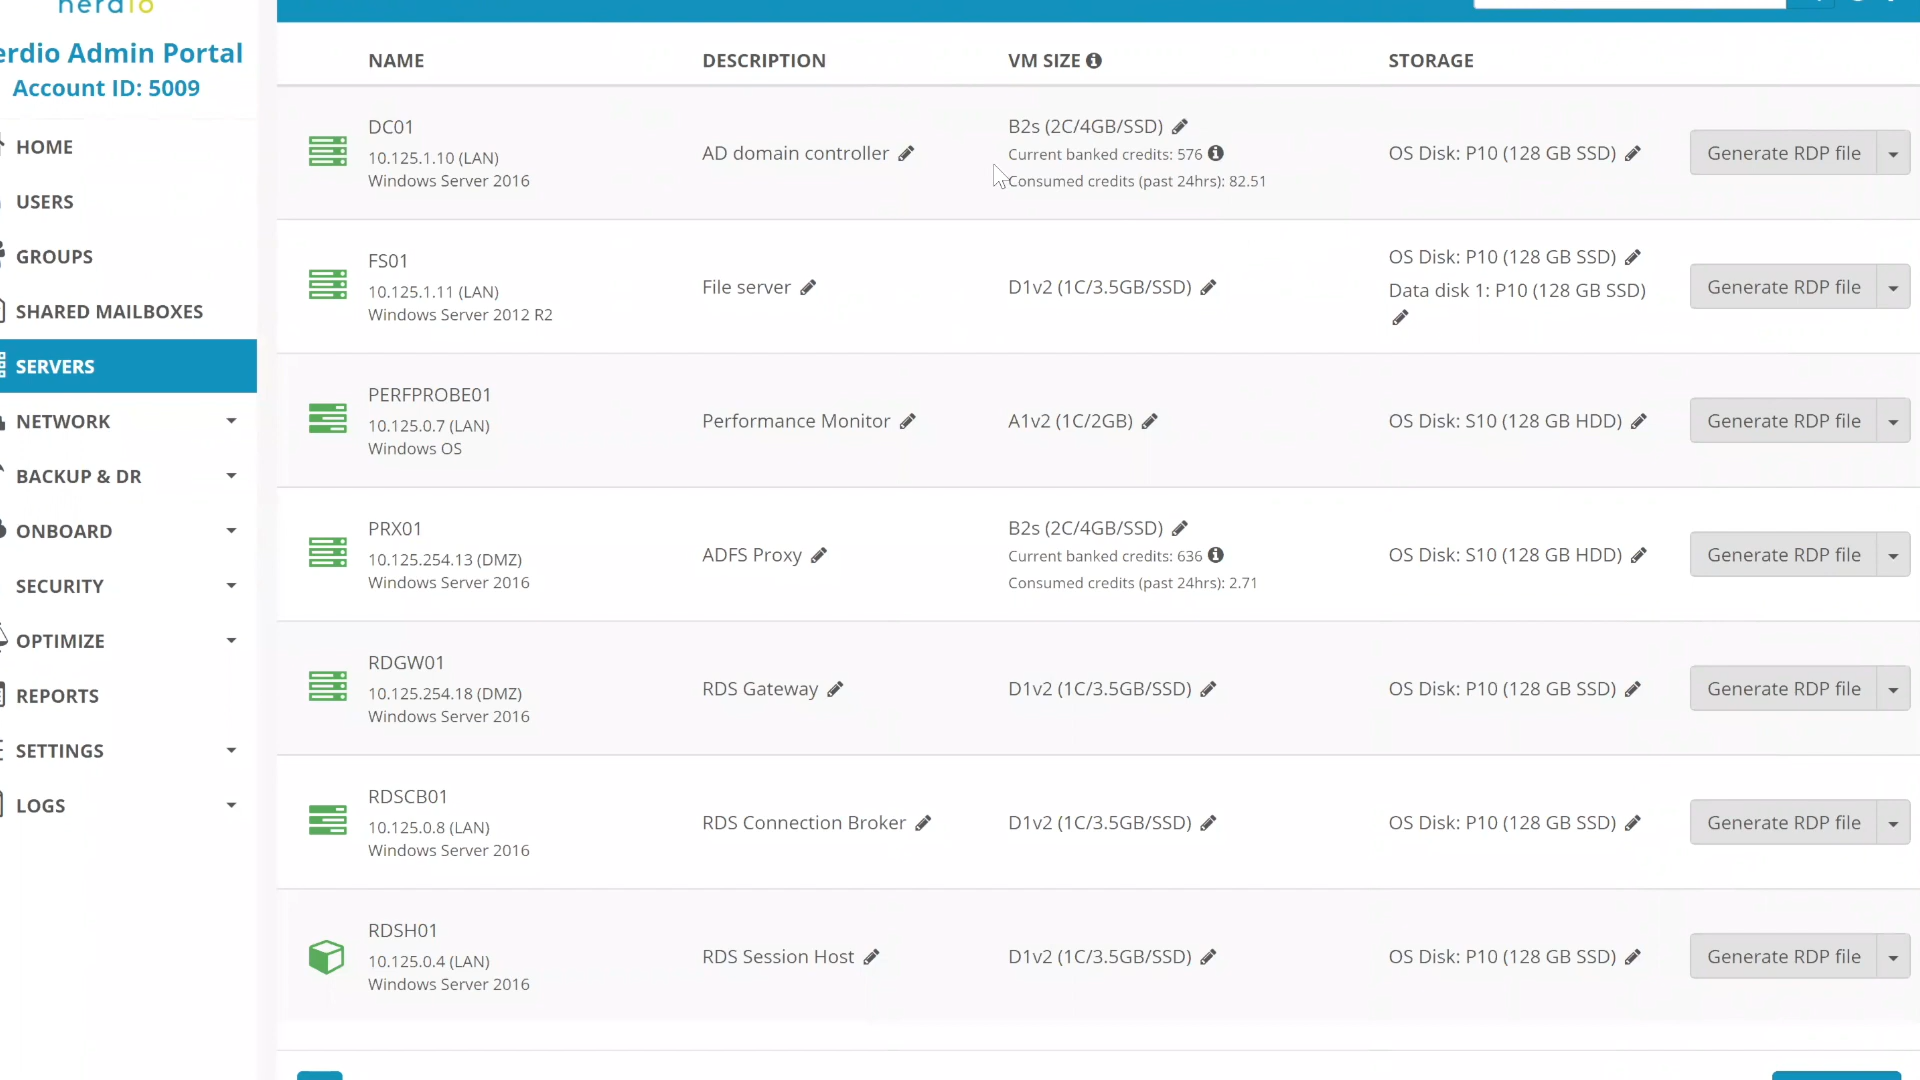 nerdio
erdio Admin Portal
Account ID: 5009
HOME
USERS
GROUPS
SHARED MAILBOXES
SERVERS
NETWORK
BACKUP & DR
ONBOARD
SECURITY
OPTIMIZE
REPORTS
SETTINGS
LOGS
NAME DESCRIPTION VM SIZE STORAGE
DC01
10.125.1.10 (LAN)
Windows Server 2016
AD domain controller
B2s (2C/4GB/SSD)
Current banked credits: 576
Consumed credits (past 24hrs): 82.51
OS Disk: P10 (128 GB SSD)
Generate RDP file
FS01
10.125.1.11 (LAN)
Windows Server 2012 R2
File server
D1v2 (1C/3.5GB/SSD)
OS Disk: P10 (128 GB SSD)
Data disk 1: P10 (128 GB SSD)
Generate RDP file
PERFPROBE01
10.125.0.7 (LAN)
Windows OS
Performance Monitor
A1v2 (1C/2GB)
OS Disk: S10 (128 GB HDD)
Generate RDP file
PRX01
10.125.254.13 (DMZ)
Windows Server 2016
ADFS Proxy
B2s (2C/4GB/SSD)
Current banked credits: 636
Consumed credits (past 24hrs): 2.71
OS Disk: S10 (128 GB HDD)
Generate RDP file
RDGW01
10.125.254.18 (DMZ)
Windows Server 2016
RDS Gateway
D1v2 (1C/3.5GB/SSD)
OS Disk: P10 (128 GB SSD)
Generate RDP file
RDSCB01
10.125.0.8 (LAN)
Windows Server 2016
RDS Connection Broker
D1v2 (1C/3.5GB/SSD)
OS Disk: P10 (128 GB SSD)
Generate RDP file
RDSH01
10.125.0.4 (LAN)
Windows Server 2016
RDS Session Host
D1v2 (1C/3.5GB/SSD)
OS Disk: P10 (128 GB SSD)
Generate RDP file